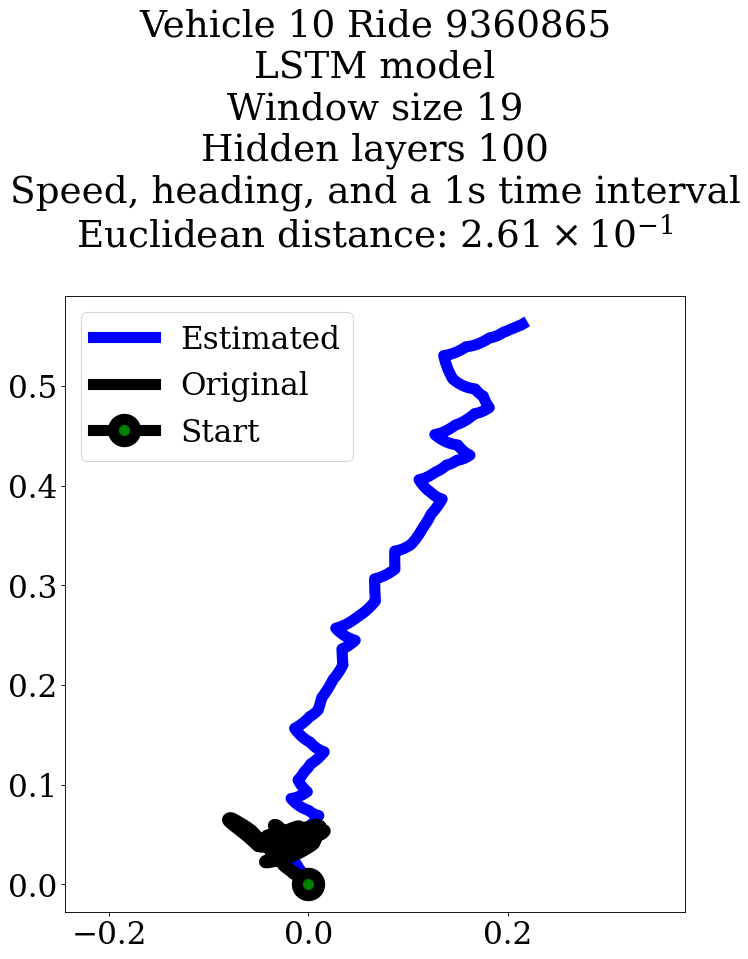 Vehicle 10 Ride 9360865
LSTM model
Window size 19
Hidden layers 100
Speed, heading, and a 1s time interval
Euclidean distance: 2.61 × 10⁻¹
Estimated
Original
Start
0.5
0.4
0.3
0.2
0.1
0.0
−0.2 0.0 0.2